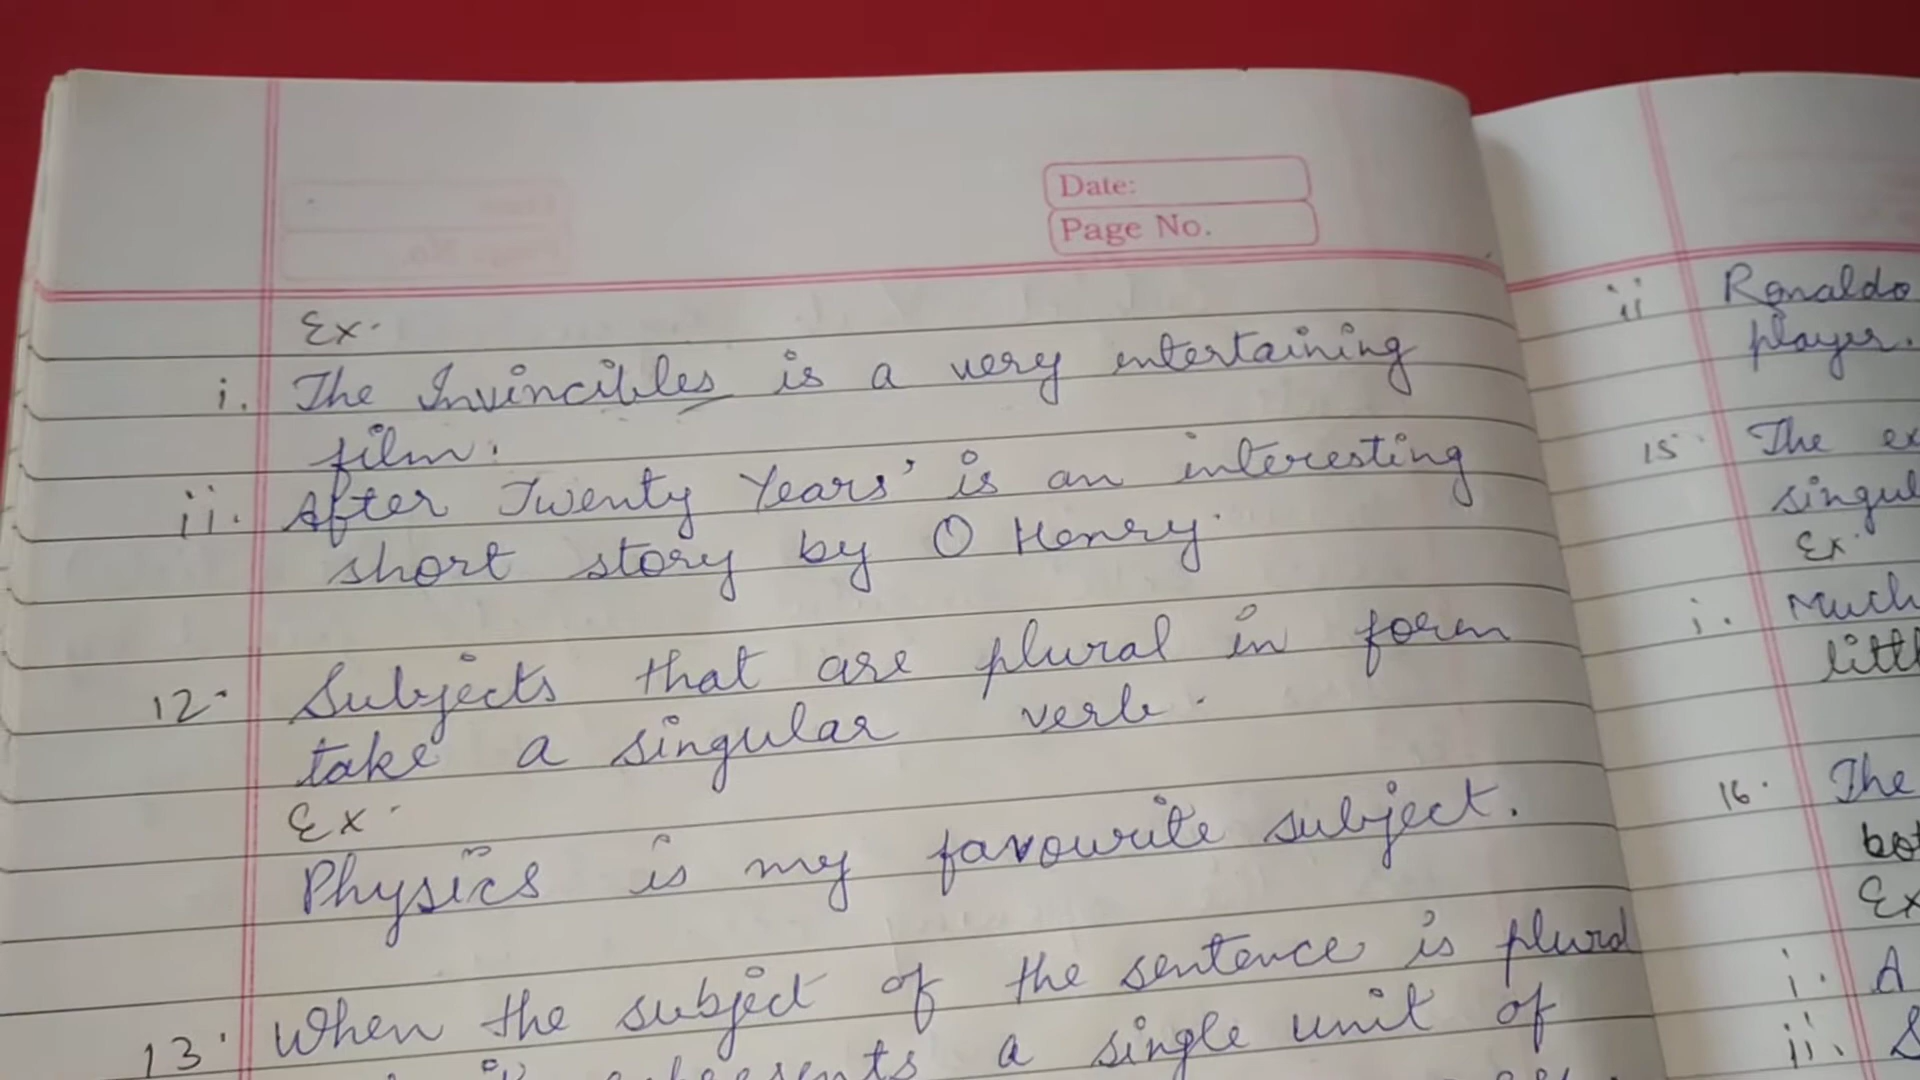 Date:
Page No.
Ex.
i. The Invincibles is a very entertaining
film.
ii. After Twenty Years' is an interesting
short story by O Henry.
12. Subjects that are plural in form
take a singular verb.
Ex.
Physics is my favourite subject.
13. When the subject of the sentence is plural
a single unit of
ii Ronaldo
player.
15. The
Ex.
i. Much
16. The
Ex
i. A
ii.